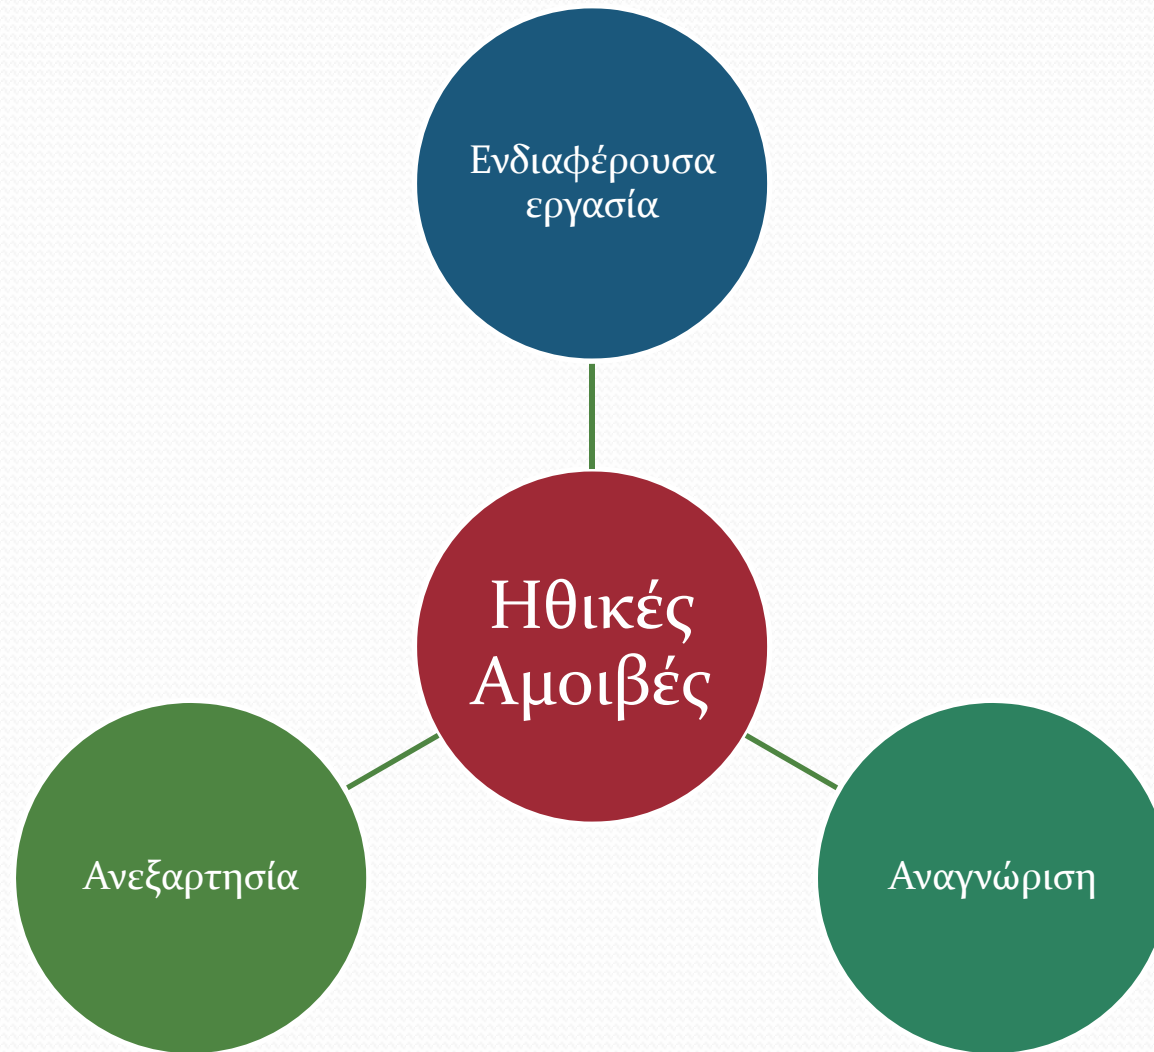 Ενδιαφέρουσα
εργασία
Ηθικές
Αμοιβές
Ανεξαρτησία
Αναγνώριση